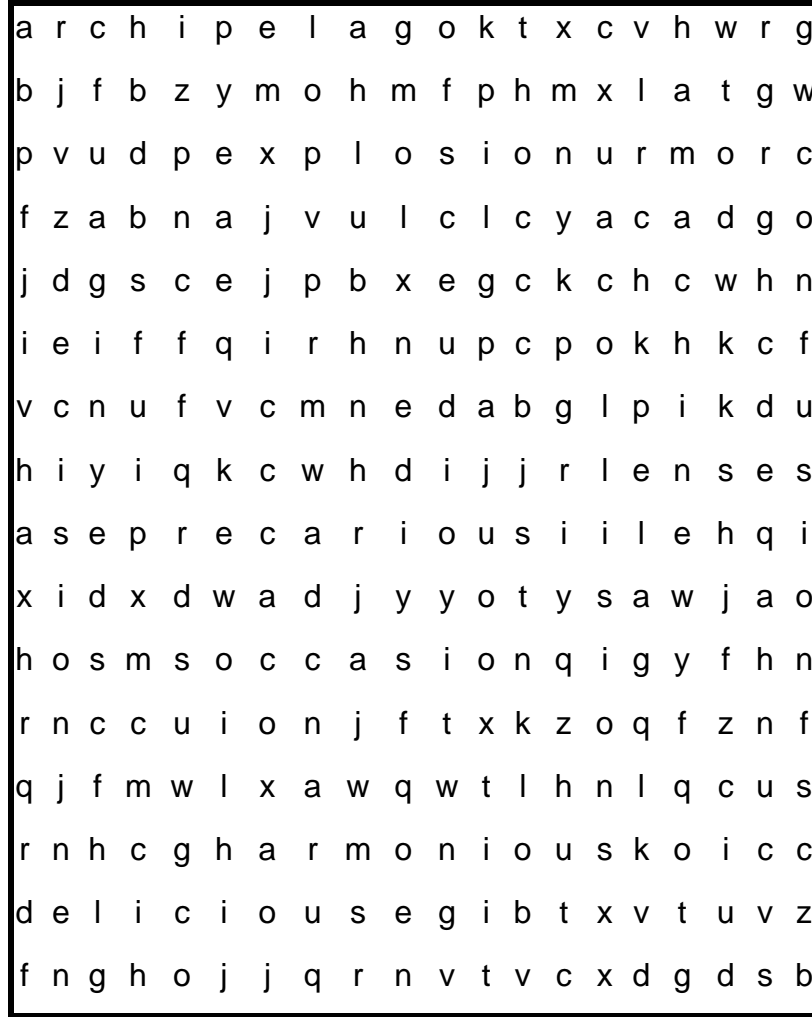 a r c h i p e l a g o k t x c v h w r g
b j f b z y m o h m f p h m x l a t g w
p v u d p e x p l o s i o n u r m o r c
f z a b n a j v u l c l c y a c a d g o
j d g s c e j p b x e g c k c h c w h n
i e i f f q i r h n u p c p o k h k c f
v c n u f v c m n e d a b g l p i k d u
h i y i q k c w h d i j j r l e n s e s
a s e p r e c a r i o u s i i l e h q i
x i d x d w a d j y y o t y s a w j a o
h o s m s o c c a s i o n q i g y f h n
r n c c u i o n j f t x k z o q f z n f
q j f m w l x a w q w t l h n l q c u s
r n h c g h a r m o n i o u s k o i c c
d e l i c i o u s e g i b t x v t u v z
f n g h o j j q r n v t v c x d g d s b